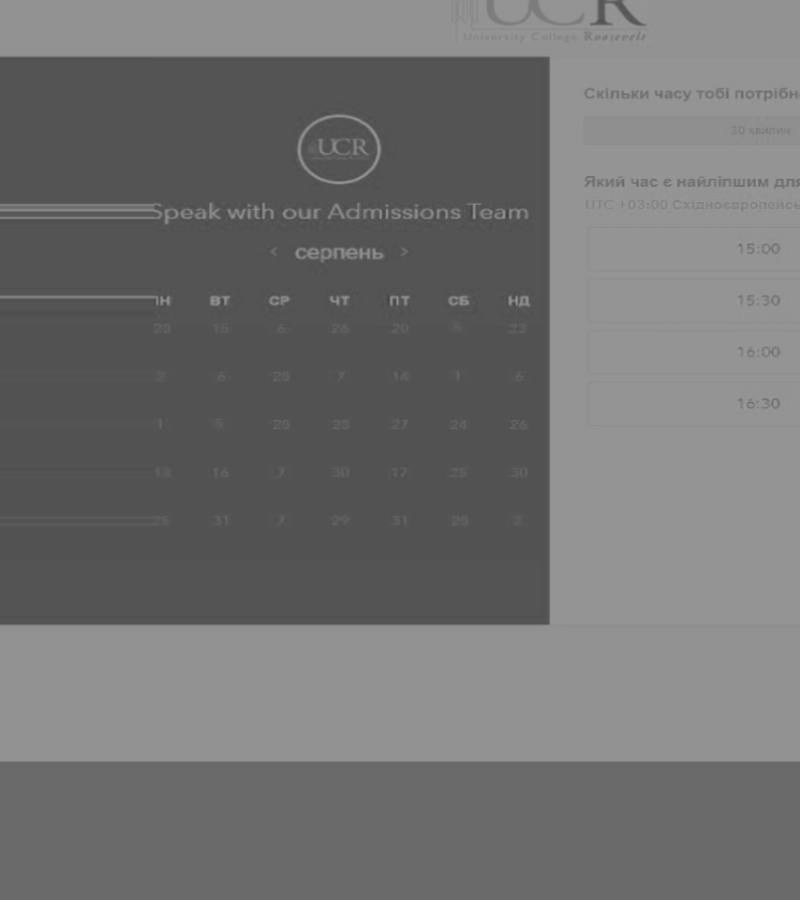 UCR
University College Roosevelt
UCR
Speak with our Admissions Team
< серпень >
ПН ВТ СР ЧТ ПТ СБ НД
28 15 6 26 20 5 23
2 6 28 7 14 1 6
1 5 28 25 27 24 26
13 16 7 30 17 25 30
25 31 7 29 31 28 2
Скільки часу тобі потрібн
30 хвилин
Який час є найліпшим для
UTC +03:00 Східноєвропейсь
15:00
15:30
16:00
16:30